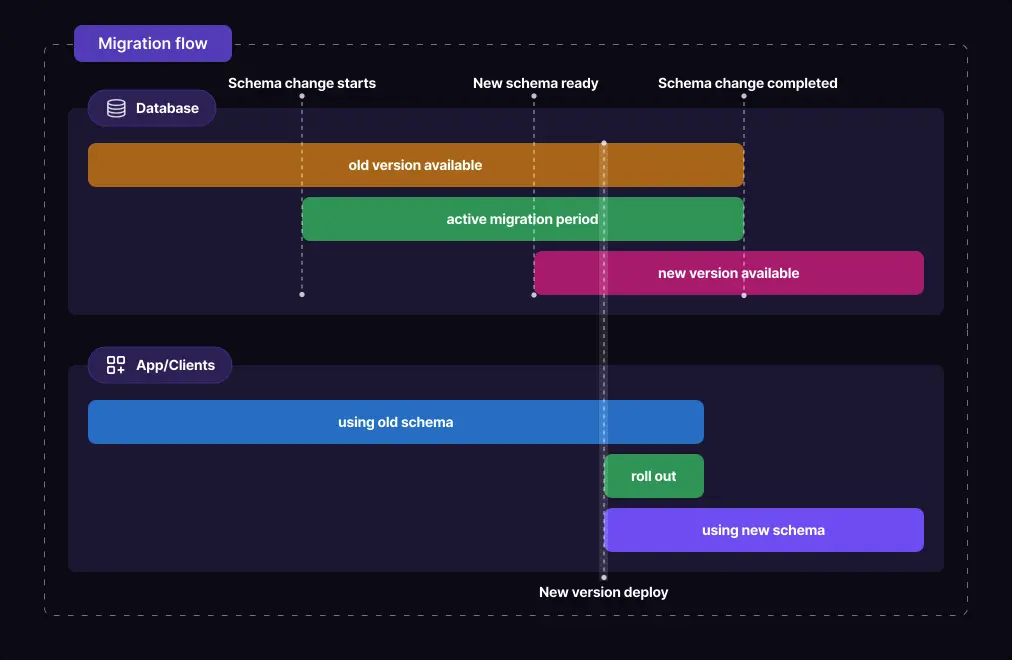 Migration flow
Schema change starts
New schema ready
Schema change completed
Database
old version available
active migration period
new version available
App/Clients
using old schema
roll out
using new schema
New version deploy